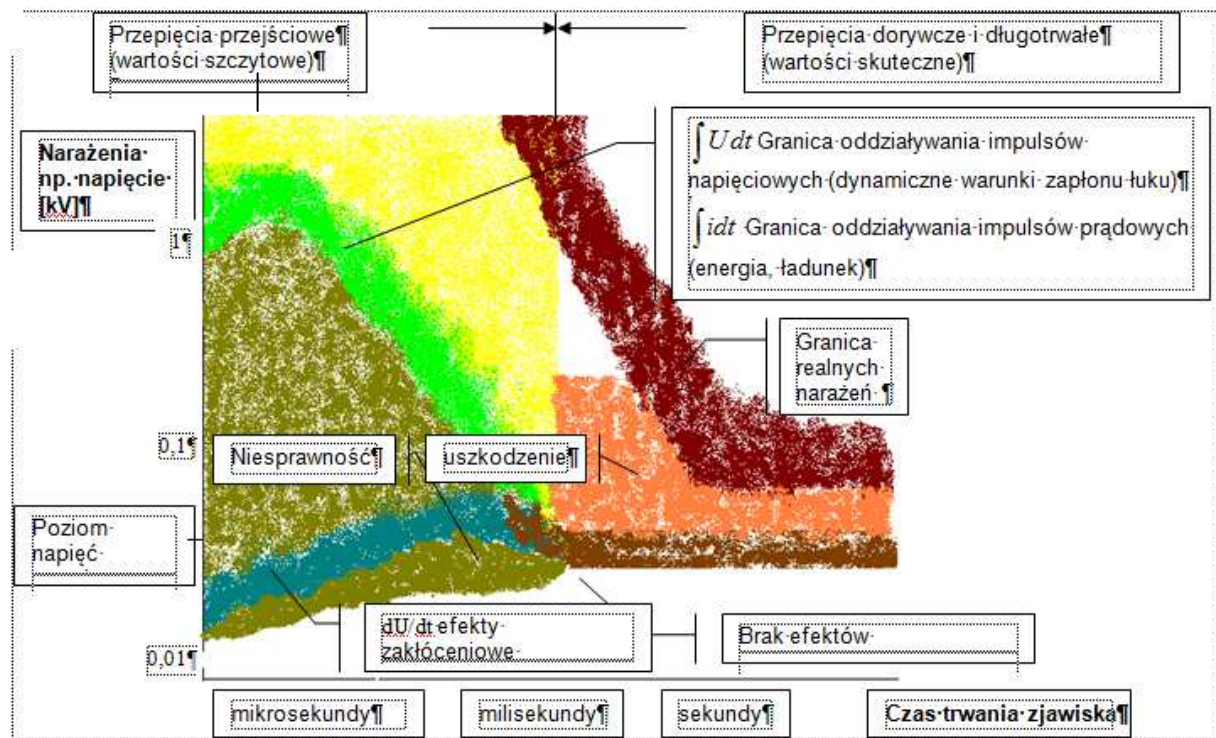 Przepięcia przejściowe¶
(wartości szczytowe)¶
Przepięcia dorywcze i długotrwałe¶
(wartości skuteczne)¶
Narażenia
np. napięcie
[kV]¶
∫Udt Granica oddziaływania impulsów
napięciowych (dynamiczne warunki zapłonu łuku)¶
∫idt Granica oddziaływania impulsów prądowych
(energia, ładunek)¶
1¶
Granica
realnych
narażeń ¶
0,1¶
Niesprawność¶
uszkodzenie¶
Poziom
napięć
dU/dt efekty
zakłóceniowe
Brak efektów
0,01¶
mikrosekundy¶
milisekundy¶
sekundy¶
Czas trwania zjawiska¶